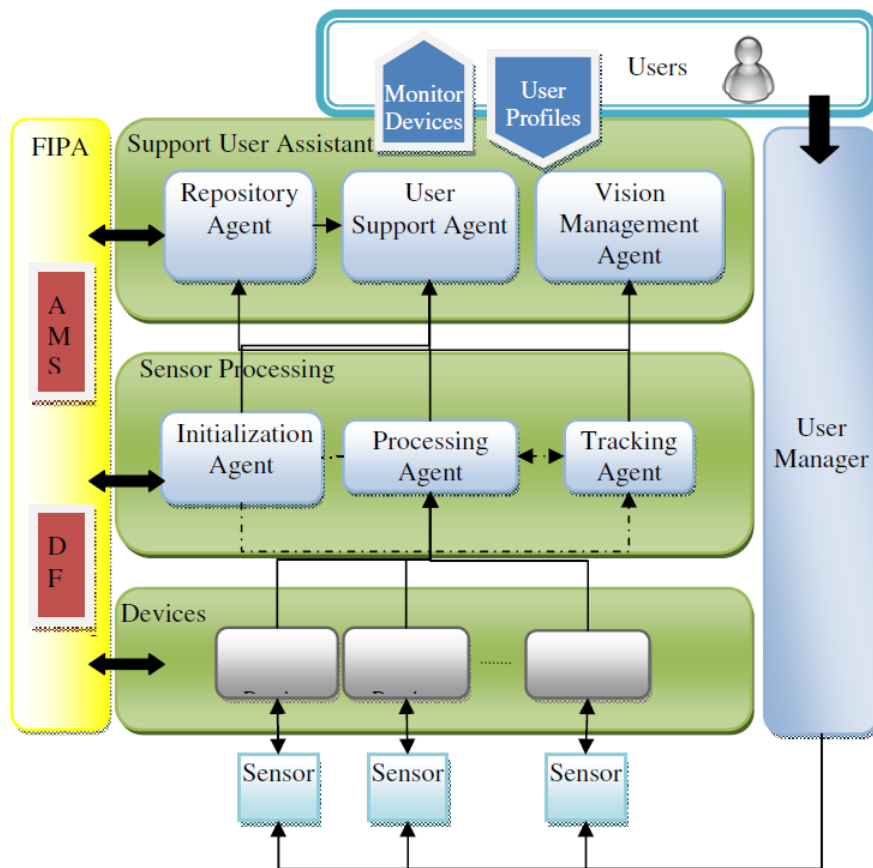 Users
Monitor
Devices
User
Profiles
FIPA
Support User Assistant
Repository
Agent
User
Support Agent
Vision
Management
Agent
A
M
S
Sensor Processing
Initialization
Agent
Processing
Agent
Tracking
Agent
User
Manager
D
F
Devices
Sensor
Sensor
Sensor